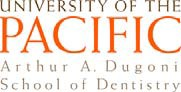 UNIVERSITY OF THE
PACIFIC
Arthur A. Dugoni
School of Dentistry